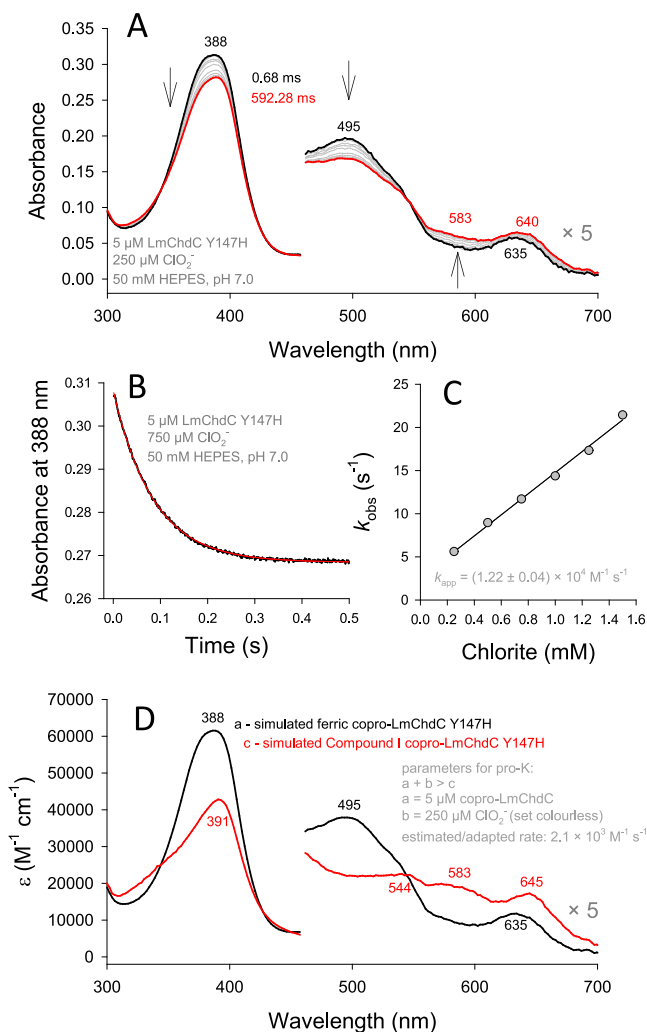 A
388
0.68 ms
592.28 ms
495
583
640
635
× 5
5 µM LmChdC Y147H
250 µM ClO₂⁻
50 mM HEPES, pH 7.0
Absorbance
0.35
0.30
0.25
0.20
0.15
0.10
0.05
0.00
300 400 500 600 700
Wavelength (nm)
B
5 µM LmChdC Y147H
750 µM ClO₂⁻
50 mM HEPES, pH 7.0
Absorbance at 388 nm
0.31
0.30
0.29
0.28
0.27
0.26
0.0 0.1 0.2 0.3 0.4 0.5
Time (s)
C
k_obs (s⁻¹)
25
20
15
10
5
0
k_app = (1.22 ± 0.04) × 10⁴ M⁻¹ s⁻¹
0.0 0.2 0.4 0.6 0.8 1.0 1.2 1.4 1.6
Chlorite (mM)
D
388
a - simulated ferric copro-LmChdC Y147H
c - simulated Compound I copro-LmChdC Y147H
parameters for pro-K:
a + b > c
a = 5 µM copro-LmChdC
b = 250 µM ClO₂⁻ (set colourless)
estimated/adapted rate: 2.1 × 10³ M⁻¹ s⁻¹
495
391
544
583
645
635
× 5
ε (M⁻¹ cm⁻¹)
70000
60000
50000
40000
30000
20000
10000
0
300 400 500 600 700
Wavelength (nm)